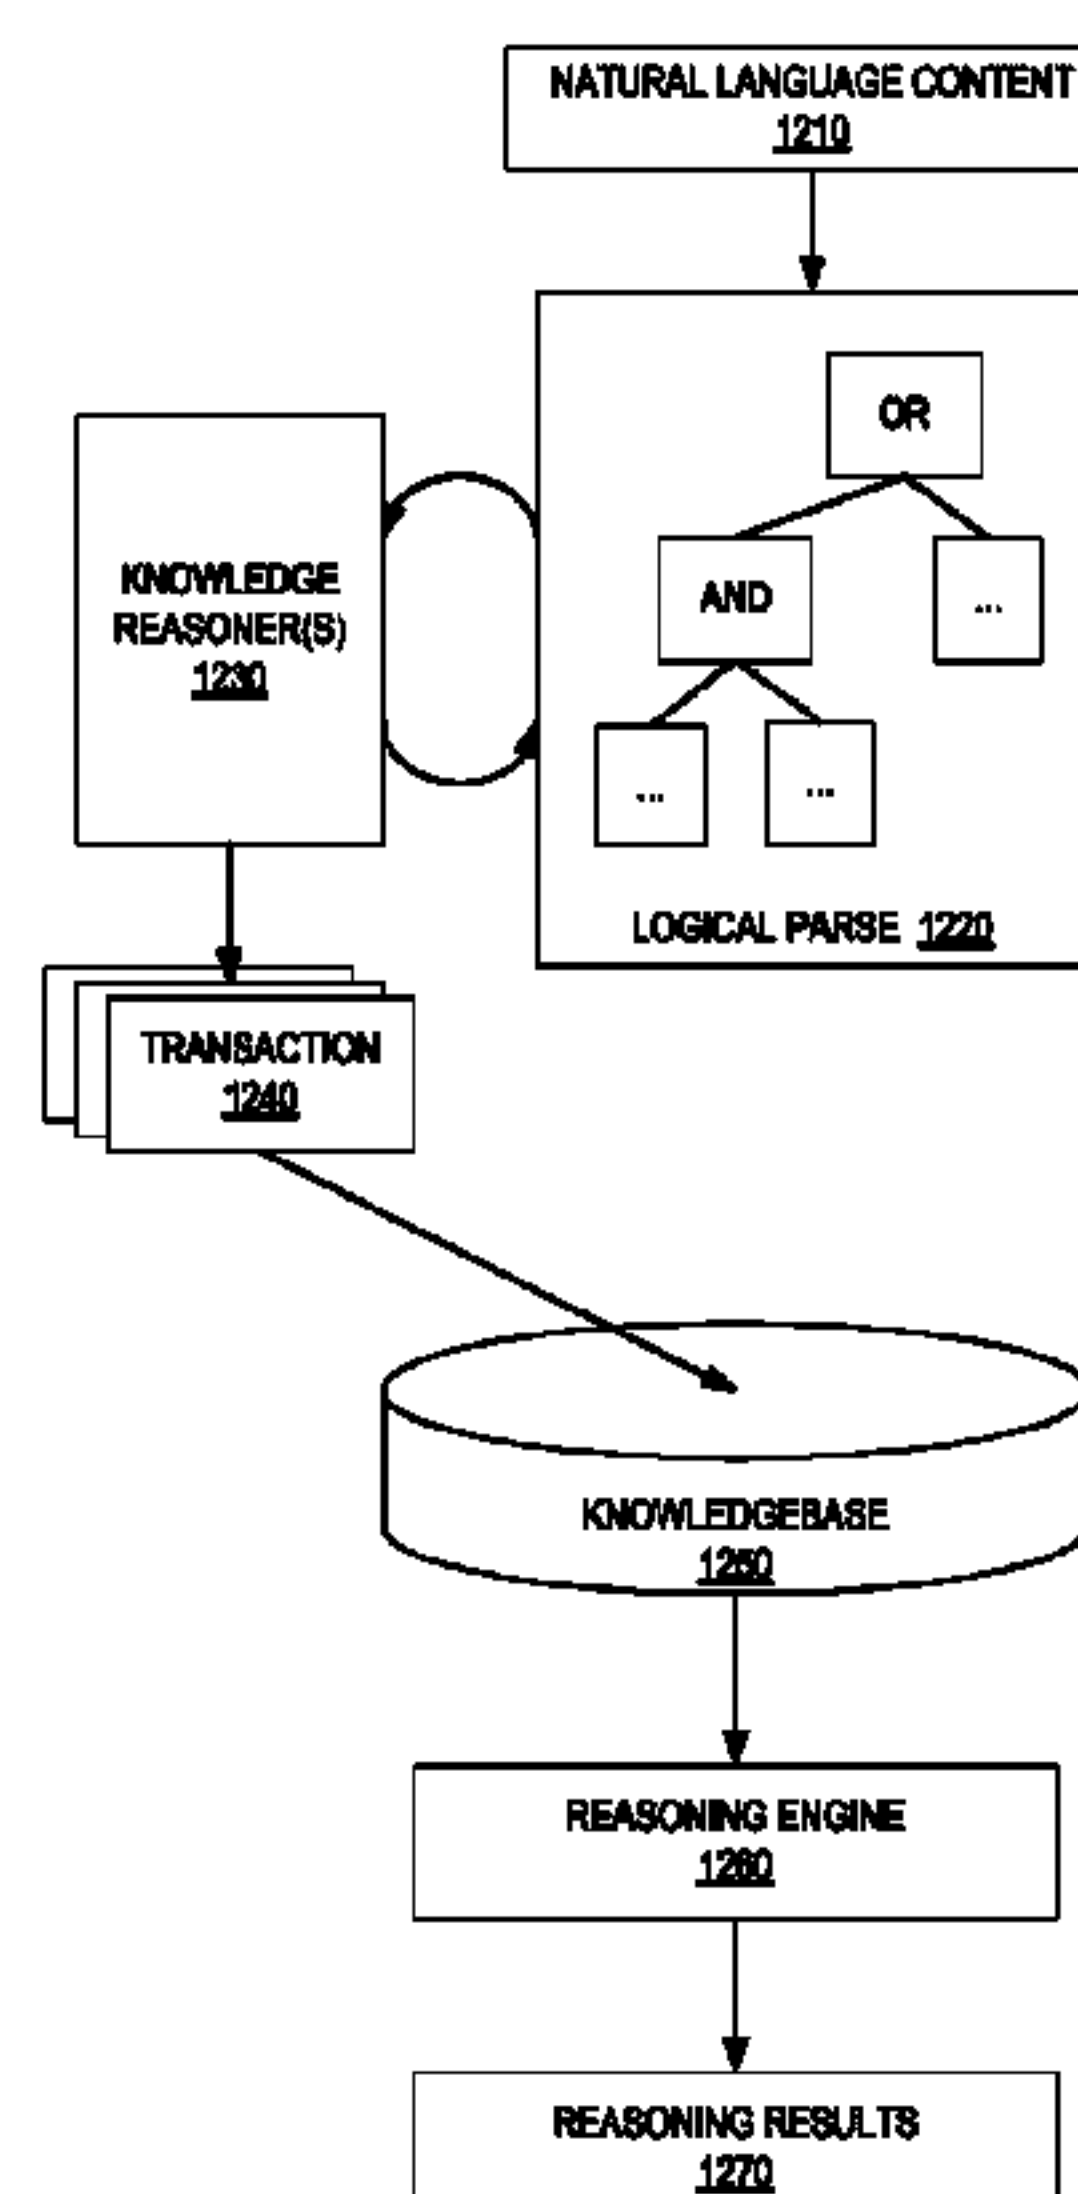 NATURAL LANGUAGE CONTENT
1210
OR
AND
...
...
...
KNOWLEDGE
REASONER(S)
1230
LOGICAL PARSE 1220
TRANSACTION
1240
KNOWLEDGEBASE
1250
REASONING ENGINE
1260
REASONING RESULTS
1270